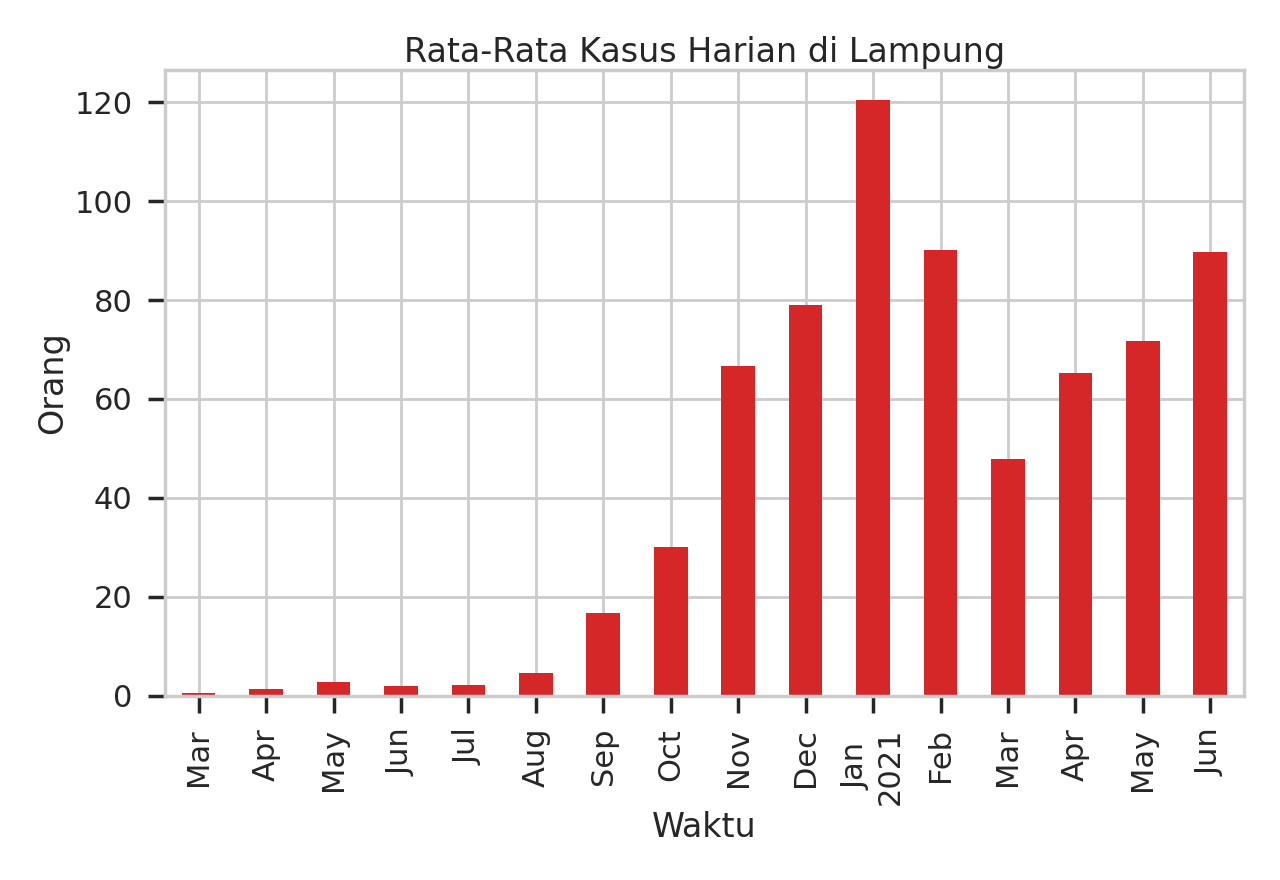 Rata-Rata Kasus Harian di Lampung
120
100
80
60
40
20
0
Orang
Mar
Apr
May
Jun
Jul
Aug
Sep
Oct
Nov
Dec
Jan
2021
Feb
Mar
Apr
May
Jun
Waktu